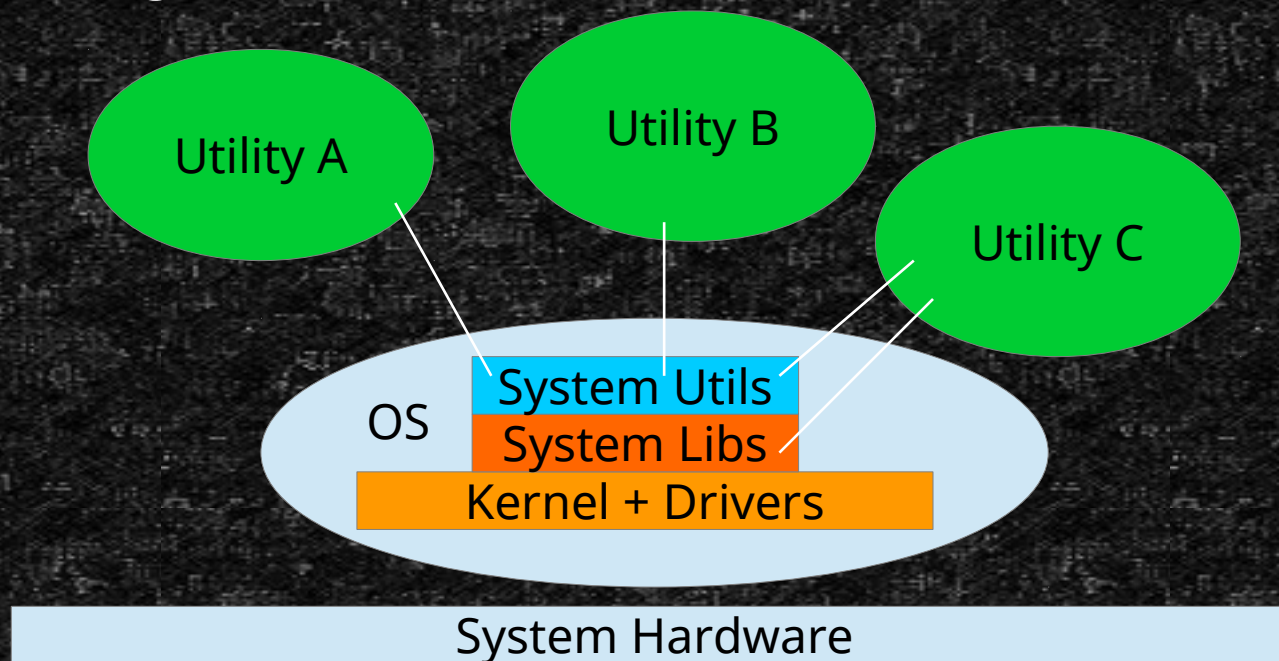 Utility A
Utility B
Utility C
OS
System Utils
System Libs
Kernel + Drivers
System Hardware